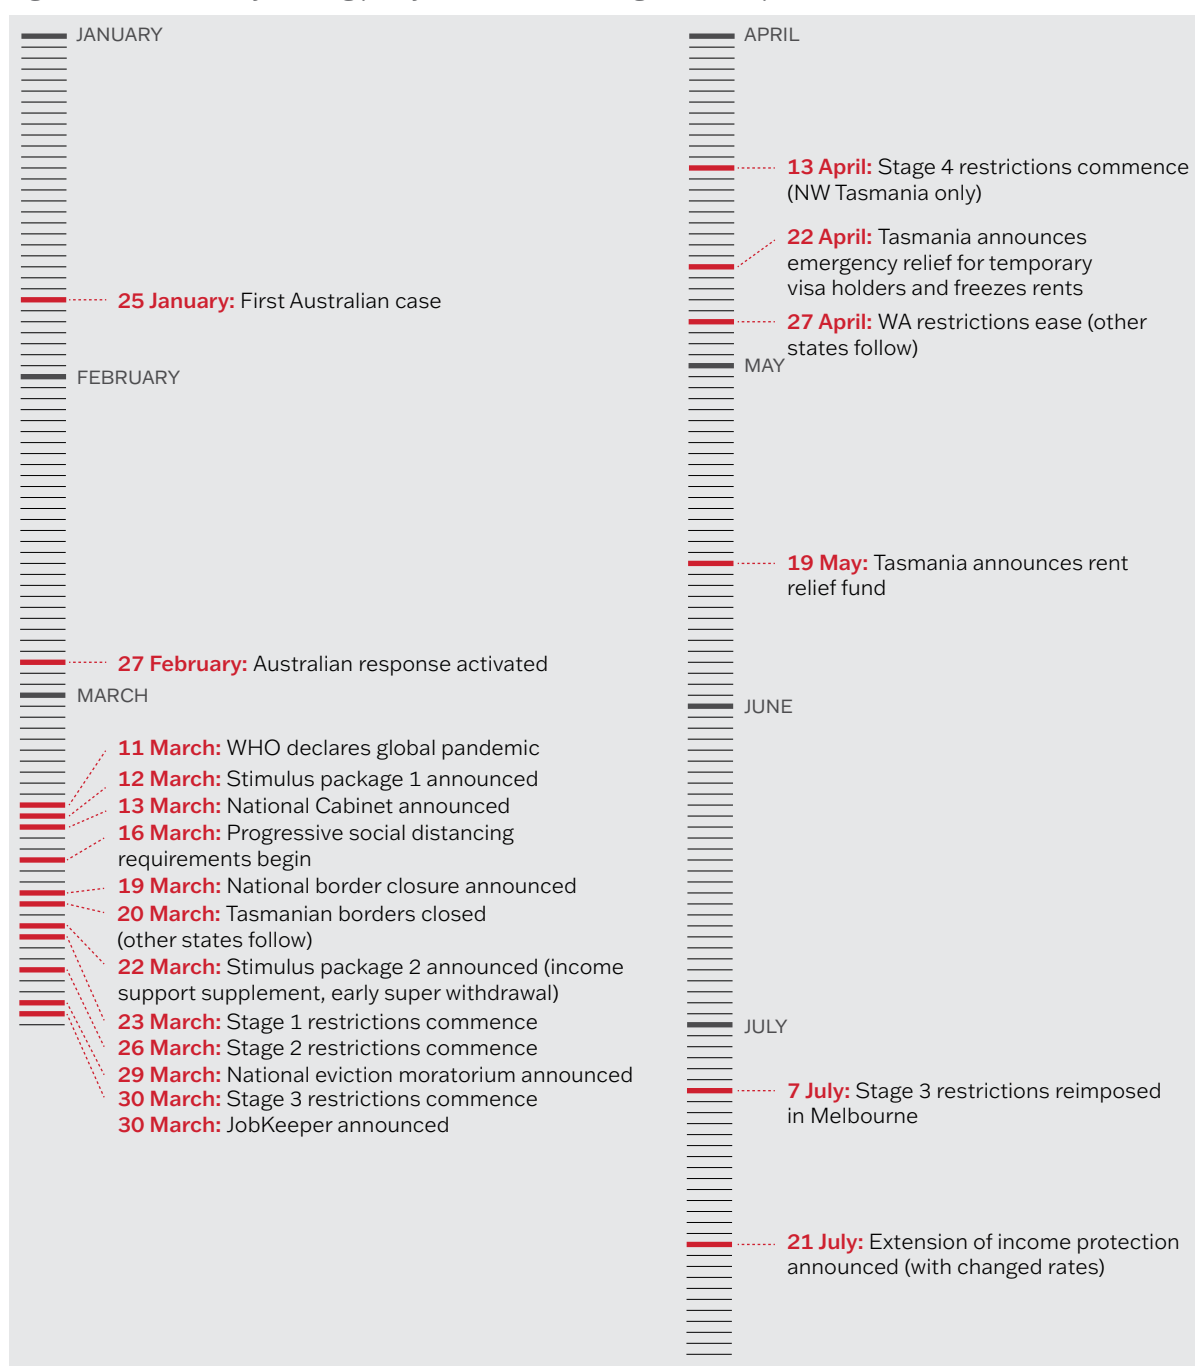 JANUARY
25 January: First Australian case
FEBRUARY
27 February: Australian response activated
MARCH
11 March: WHO declares global pandemic
12 March: Stimulus package 1 announced
13 March: National Cabinet announced
16 March: Progressive social distancing
requirements begin
19 March: National border closure announced
20 March: Tasmanian borders closed
(other states follow)
22 March: Stimulus package 2 announced (income
support supplement, early super withdrawal)
23 March: Stage 1 restrictions commence
26 March: Stage 2 restrictions commence
29 March: National eviction moratorium announced
30 March: Stage 3 restrictions commence
30 March: JobKeeper announced
APRIL
13 April: Stage 4 restrictions commence
(NW Tasmania only)
22 April: Tasmania announces
emergency relief for temporary
visa holders and freezes rents
27 April: WA restrictions ease (other
states follow)
MAY
19 May: Tasmania announces rent
relief fund
JUNE
JULY
7 July: Stage 3 restrictions reimposed
in Melbourne
21 July: Extension of income protection
announced (with changed rates)